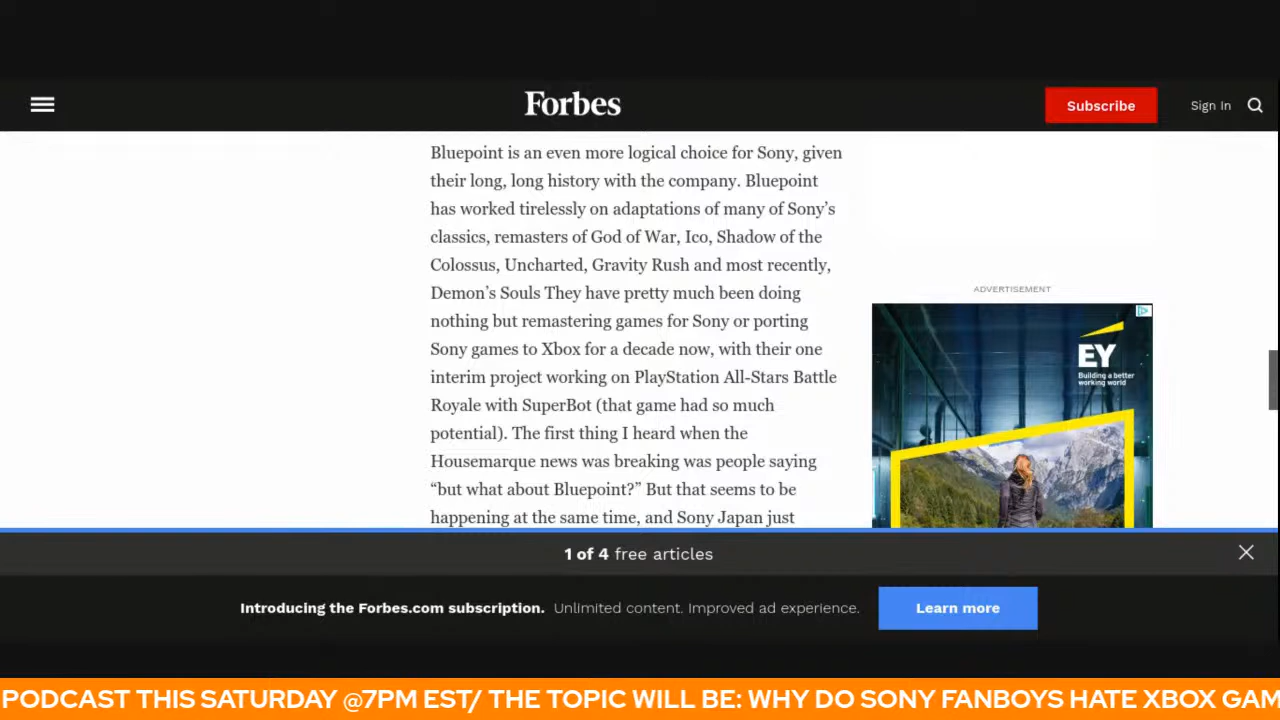 Forbes
Subscribe
Sign In
Bluepoint is an even more logical choice for Sony, given
their long, long history with the company. Bluepoint
has worked tirelessly on adaptations of many of Sony’s
classics, remasters of God of War, Ico, Shadow of the
Colossus, Uncharted, Gravity Rush and most recently,
Demon’s Souls They have pretty much been doing
nothing but remastering games for Sony or porting
Sony games to Xbox for a decade now, with their one
interim project working on PlayStation All-Stars Battle
Royale with SuperBot (that game had so much
potential). The first thing I heard when the
Housemarque news was breaking was people saying
“but what about Bluepoint?” But that seems to be
happening at the same time, and Sony Japan just
ADVERTISEMENT
EY
Building a better
working world
1 of 4 free articles
Introducing the Forbes.com subscription. Unlimited content. Improved ad experience.
Learn more
PODCAST THIS SATURDAY @7PM EST/ THE TOPIC WILL BE: WHY DO SONY FANBOYS HATE XBOX GAM